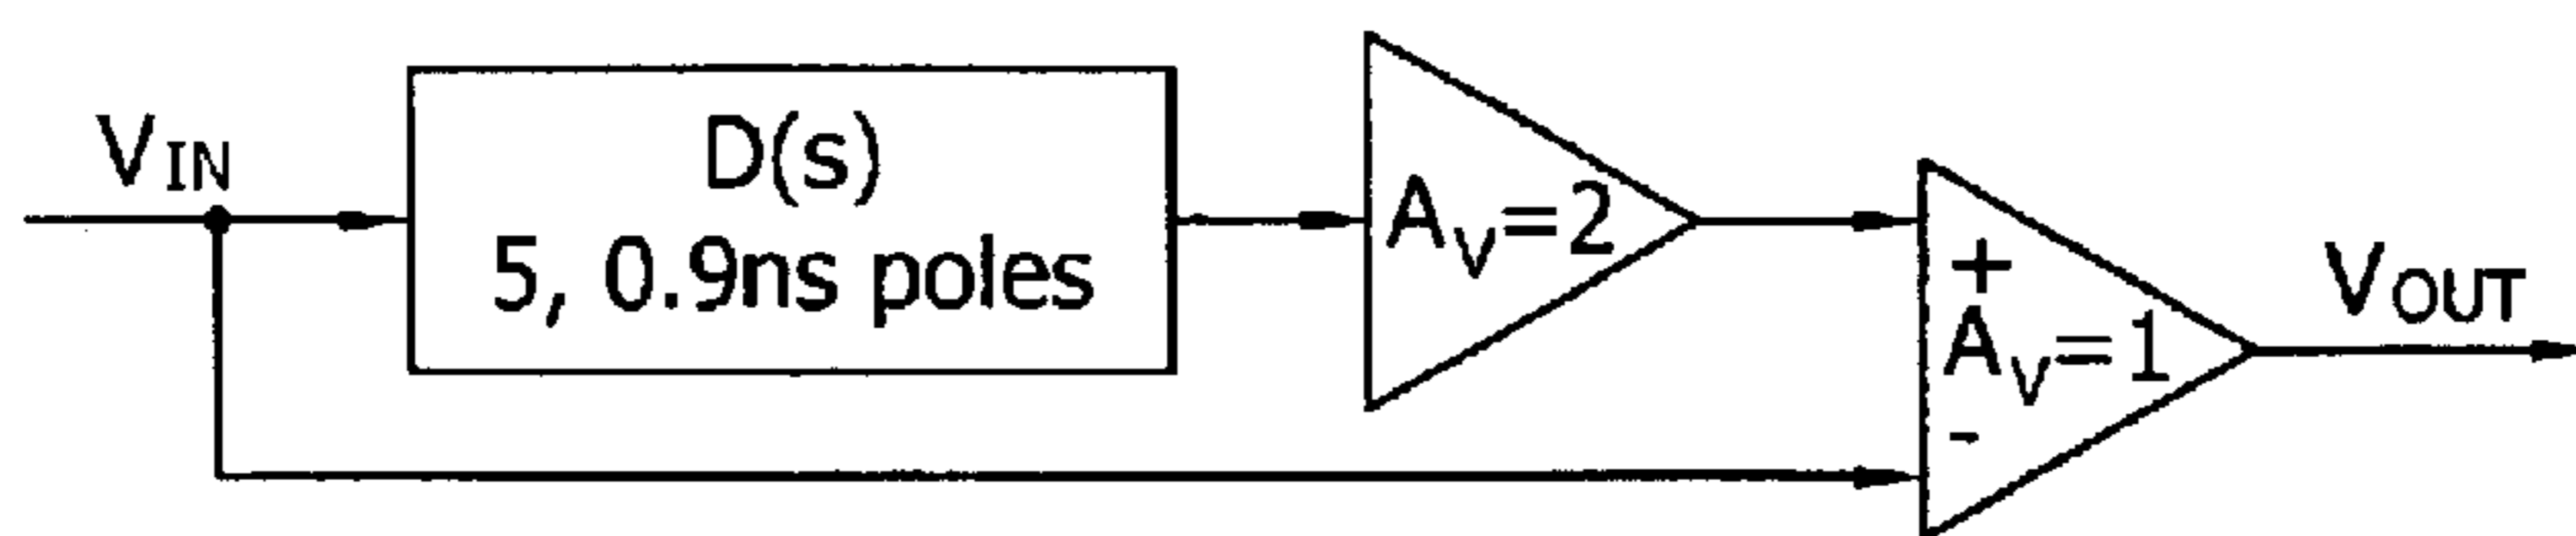 VIN
D(s)
5, 0.9ns poles
AV=2
+
AV=1
-
VOUT